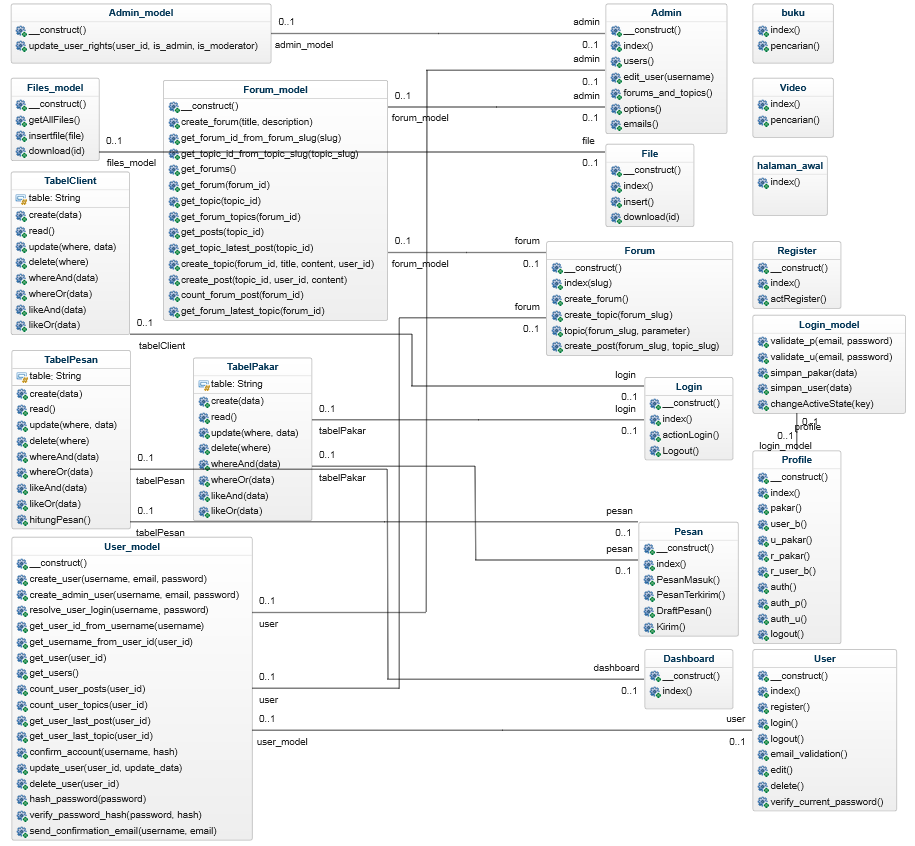 Admin_model
__construct()
update_user_rights(user_id, is_admin, is_moderator)
0..1
admin_model
admin
0..1
Admin
__construct()
index()
users()
edit_user(username)
forums_and_topics()
options()
emails()
admin
0..1
admin
0..1
buku
index()
pencarian()
Files_model
__construct()
getAllFiles()
insertfile(file)
download(id)
0..1
files_model
Forum_model
__construct()
create_forum(title, description)
get_forum_id_from_forum_slug(slug)
get_topic_id_from_topic_slug(topic_slug)
get_forums()
get_forum(forum_id)
get_topic(topic_id)
get_forum_topics(forum_id)
get_posts(topic_id)
get_topic_latest_post(topic_id)
create_topic(forum_id, title, content, user_id)
create_post(topic_id, user_id, content)
count_forum_post(forum_id)
get_forum_latest_topic(forum_id)
0..1
forum_model
0..1
forum_model
Video
index()
pencarian()
file
0..1
File
__construct()
index()
insert()
download(id)
halaman_awal
index()
TabelClient
table: String
create(data)
read()
update(where, data)
delete(where)
whereAnd(data)
whereOr(data)
likeAnd(data)
likeOr(data)
0..1
tabelClient
forum
0..1
forum
0..1
Forum
__construct()
index(slug)
create_forum()
create_topic(forum_slug)
topic(forum_slug, parameter)
create_post(forum_slug, topic_slug)
Register
__construct()
index()
actRegister()
Login_model
validate_p(email, password)
validate_u(email, password)
simpan_pakar(data)
simpan_user(data)
changeActiveState(key)
0..1
profile
0..1
login_model
TabelPesan
table: String
create(data)
read()
update(where, data)
delete(where)
whereAnd(data)
whereOr(data)
likeAnd(data)
likeOr(data)
hitungPesan()
0..1
tabelPesan
0..1
tabelPesan
TabelPakar
table: String
create(data)
read()
update(where, data)
delete(where)
whereAnd(data)
whereOr(data)
likeAnd(data)
likeOr(data)
0..1
tabelPakar
0..1
tabelPakar
login
0..1
login
0..1
Login
__construct()
index()
actionLogin()
Logout()
Profile
__construct()
index()
pakar()
user_b()
u_pakar()
r_pakar()
r_user_b()
auth()
auth_p()
auth_u()
logout()
pesan
0..1
pesan
0..1
Pesan
__construct()
index()
PesanMasuk()
PesanTerkirim()
DraftPesan()
Kirim()
User_model
__construct()
create_user(username, email, password)
create_admin_user(username, email, password)
resolve_user_login(username, password)
get_user_id_from_username(username)
get_username_from_user_id(user_id)
get_user(user_id)
get_users()
count_user_posts(user_id)
count_user_topics(user_id)
get_user_last_post(user_id)
get_user_last_topic(user_id)
confirm_account(username, hash)
update_user(user_id, update_data)
delete_user(user_id)
hash_password(password)
verify_password_hash(password, hash)
send_confirmation_email(username, email)
0..1
user
0..1
user
0..1
user_model
dashboard
0..1
Dashboard
__construct()
index()
user
0..1
User
__construct()
index()
register()
login()
logout()
email_validation()
edit()
delete()
verify_current_password()